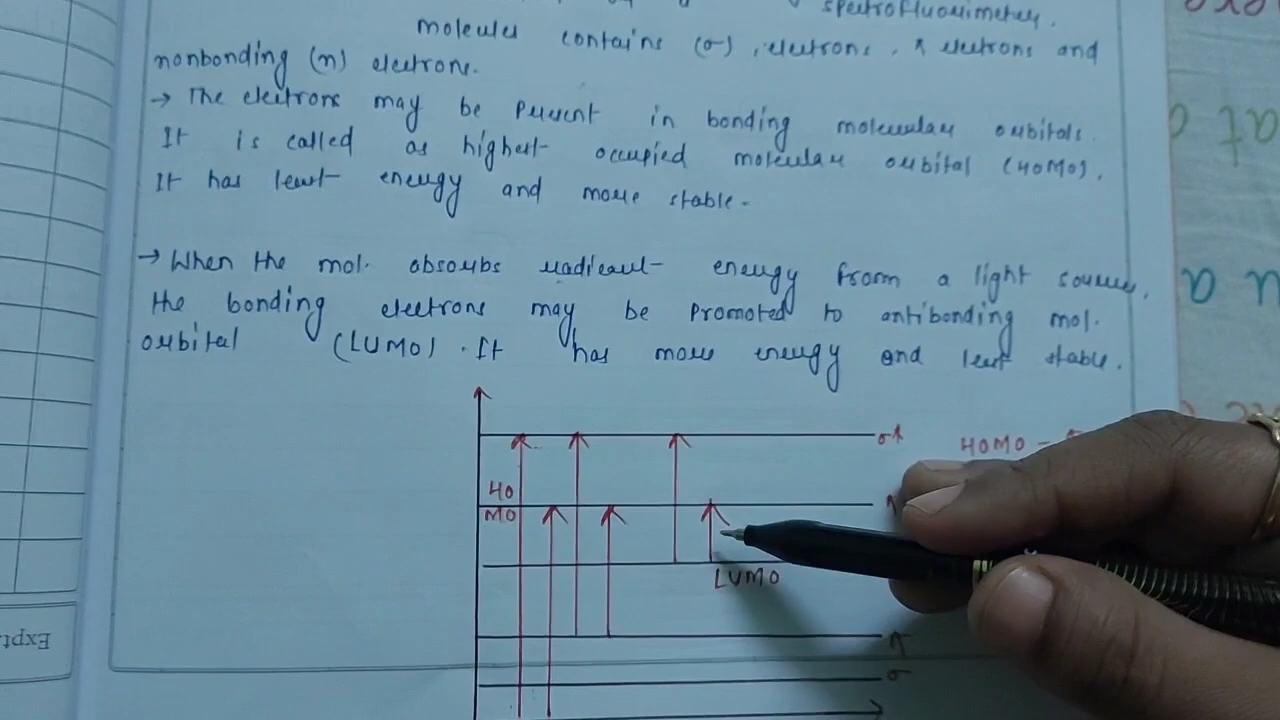 spectrofluorimetry.
molecules contains (σ), electrons, π electrons and
nonbonding (n) electrons.
→ The electrons may be present in bonding molecular orbitals.
It is called as highest occupied molecular orbital (HOMO).
It has least energy and more stable.
→ When the mol. absorbs radieant energy from a light source,
the bonding electrons may be promoted to antibonding mol.
orbital (LUMO). It has more energy and least stable.
σ*
HOMO -
HO
MO
LUMO
π
σ
Expt.